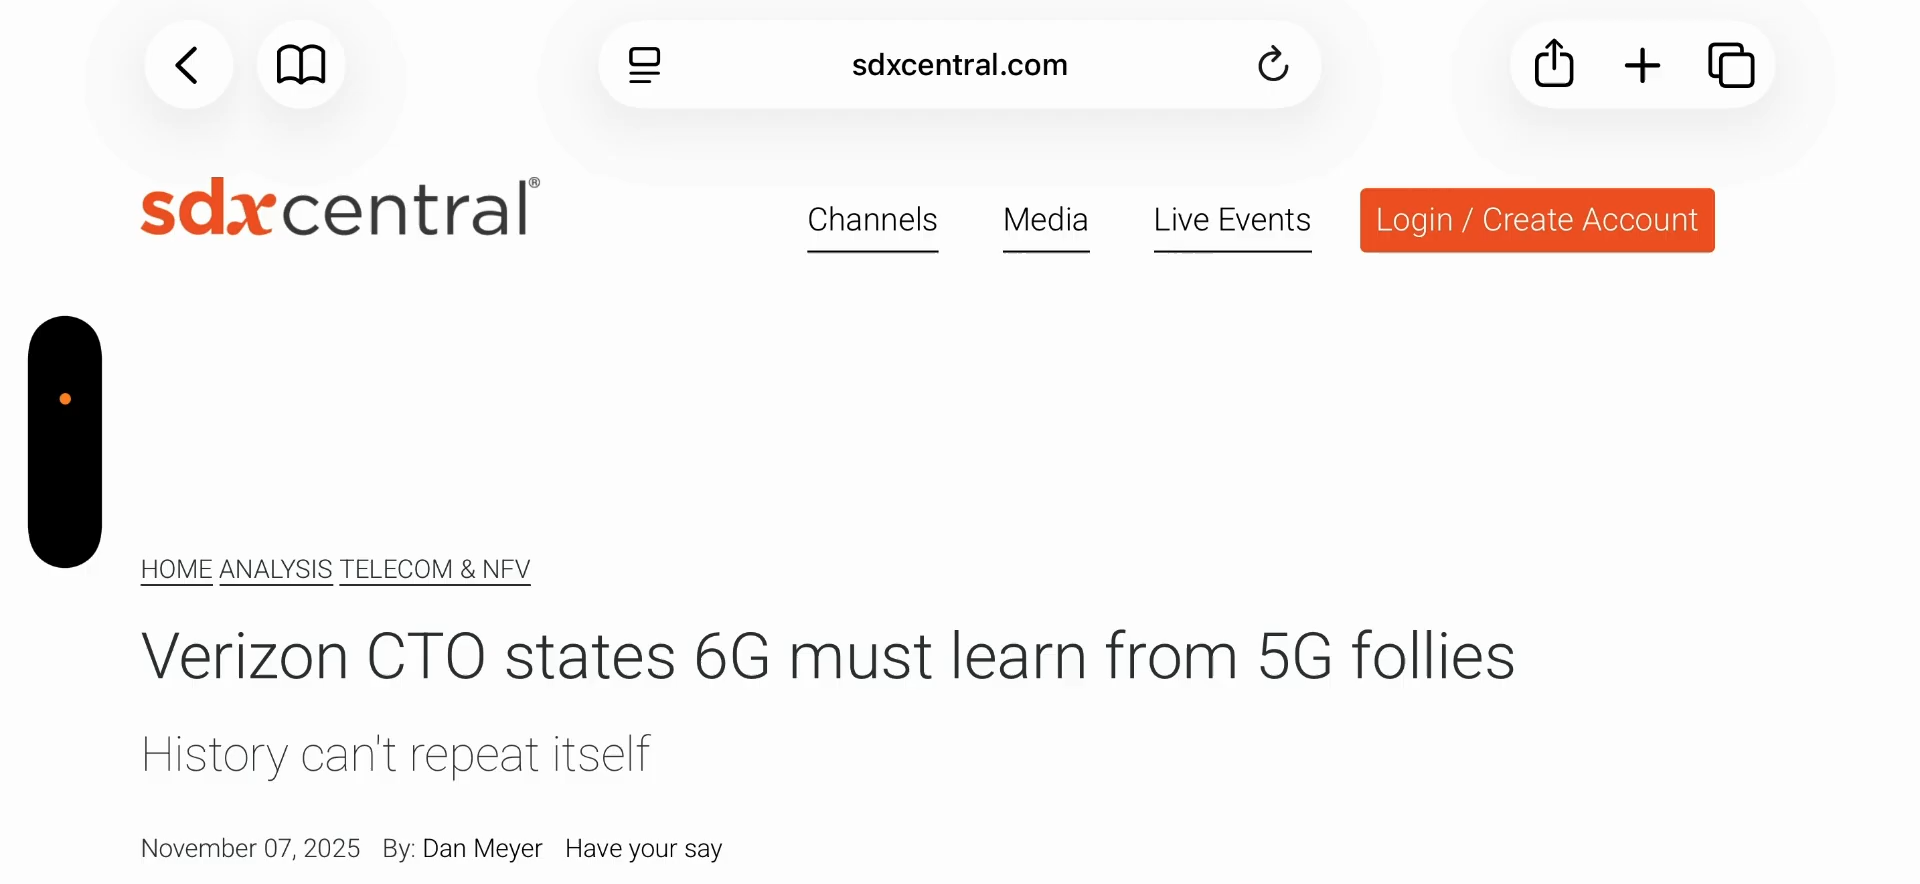 sdxcentral.com
sdxcentral®
Channels Media Live Events Login / Create Account
HOME ANALYSIS TELECOM & NFV
Verizon CTO states 6G must learn from 5G follies
History can't repeat itself
November 07, 2025 By: Dan Meyer Have your say